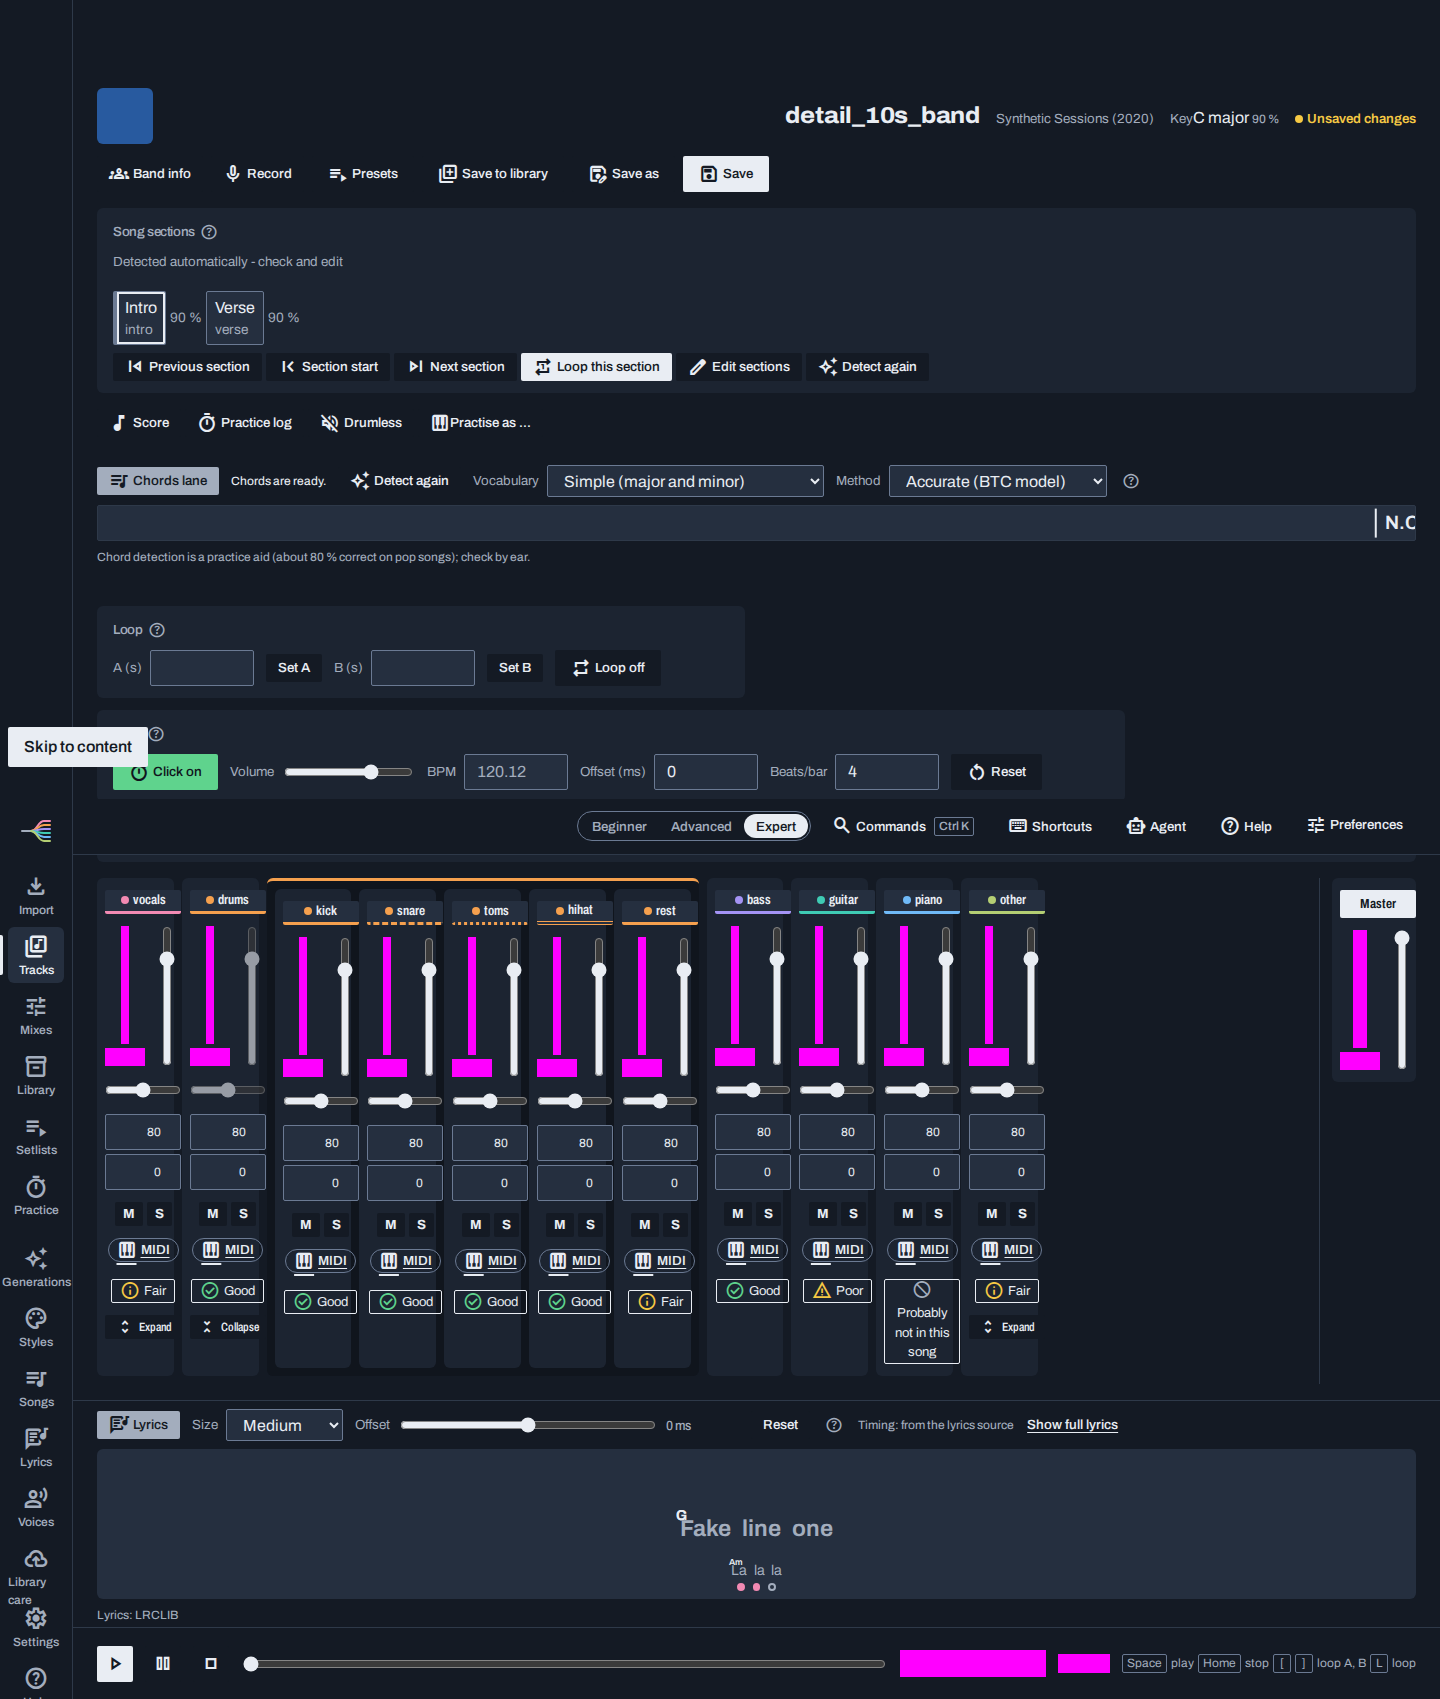 detail_10s_band Synthetic Sessions (2020) Key C major 90 % Unsaved changes
Band info Record Presets Save to library Save as Save
Song sections
Detected automatically - check and edit
Intro 90 % Verse 90 %
intro verse
Previous section Section start Next section Loop this section Edit sections Detect again
Score Practice log Drumless Practise as ...
Chords lane Chords are ready. Detect again Vocabulary Simple (major and minor) Method Accurate (BTC model)
N.C
Chord detection is a practice aid (about 80 % correct on pop songs); check by ear.
Loop
A (s) Set A B (s) Set B Loop off
Skip to content
Click on Volume BPM 120.12 Offset (ms) 0 Beats/bar 4 Reset
Beginner Advanced Expert Commands Ctrl K Shortcuts Agent Help Preferences
Import
Tracks
Mixes
Library
Setlists
Practice
Generations
Styles
Songs
Lyrics
Voices
Library
care
Settings
vocals drums kick snare toms hihat rest bass guitar piano other Master
80 80 80 80 80 80 80 80 80 80 80
0 0 0 0 0 0 0 0 0 0 0
M S M S M S M S M S M S M S M S M S M S M S
MIDI MIDI MIDI MIDI MIDI MIDI MIDI MIDI MIDI MIDI MIDI
Fair Good Good Good Good Good Fair Good Poor Probably Fair
not in this
song
Expand Collapse Expand
Lyrics Size Medium Offset 0 ms Reset Timing: from the lyrics source Show full lyrics
G
Fake line one
Am
La la la
Lyrics: LRCLIB
Space play Home stop [ ] loop A, B L loop